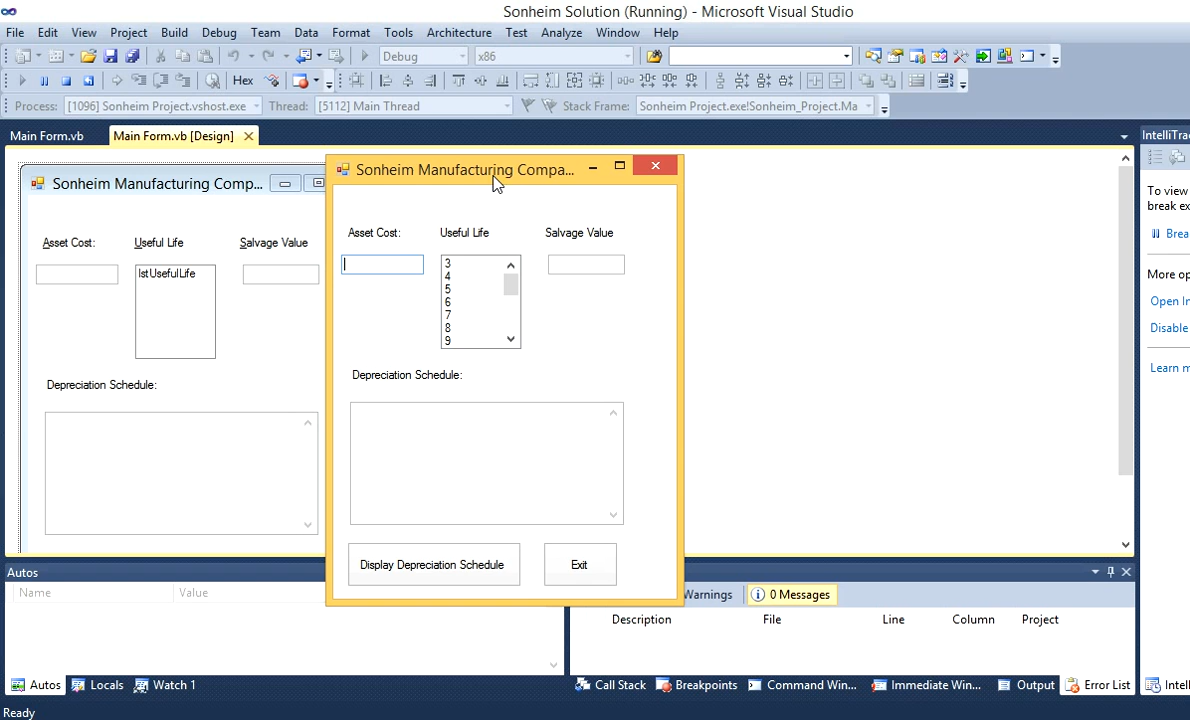 Sonheim Solution (Running) - Microsoft Visual Studio
File Edit View Project Build Debug Team Data Format Tools Architecture Test Analyze Window Help
Debug x86
Hex
Process: [1096] Sonheim Project.vshost.exe Thread: [5112] Main Thread Stack Frame: Sonheim Project.exe!Sonheim_Project.Ma
Main Form.vb Main Form.vb [Design] IntelliTra
Sonheim Manufacturing Comp...
Asset Cost: Useful Life Salvage Value
lstUsefulLife
Depreciation Schedule:
Sonheim Manufacturing Compa...
Asset Cost: Useful Life Salvage Value
3
4
5
6
7
8
9
Depreciation Schedule:
Display Depreciation Schedule Exit
To view
break ex
Brea
More op
Open In
Disable
Learn m
Autos
Name Value
Warnings 0 Messages
Description File Line Column Project
Autos Locals Watch 1
Call Stack Breakpoints Command Win... Immediate Win... Output Error List Intell
Ready